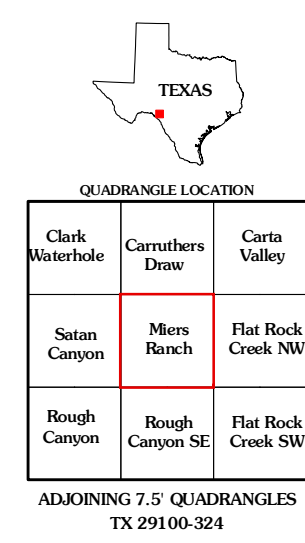 TEXAS
QUADRANGLE LOCATION
Clark
Waterhole
Carruthers
Draw
Carta
Valley
Satan
Canyon
Miers
Ranch
Flat Rock
Creek NW
Rough
Canyon
Rough
Canyon SE
Flat Rock
Creek SW
ADJOINING 7.5' QUADRANGLES
TX 29100-324